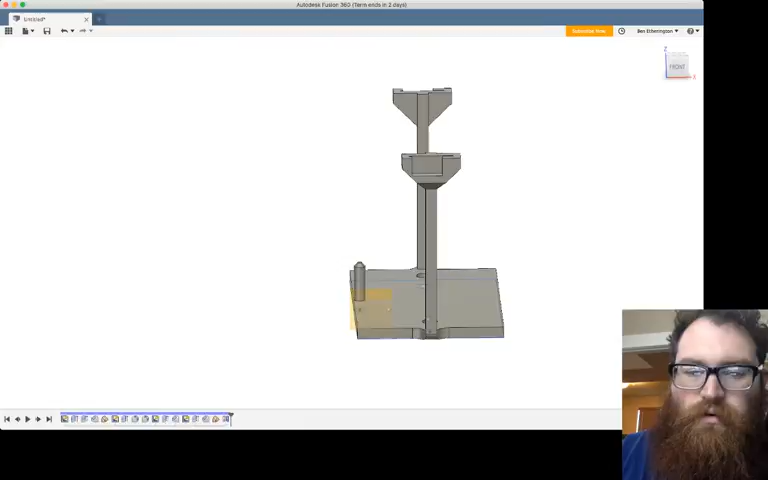 Autodesk Fusion 360 (Term ends in 2 days)
Untitled*
Subscribe Now
Ben Etherington
Z
FRONT
X